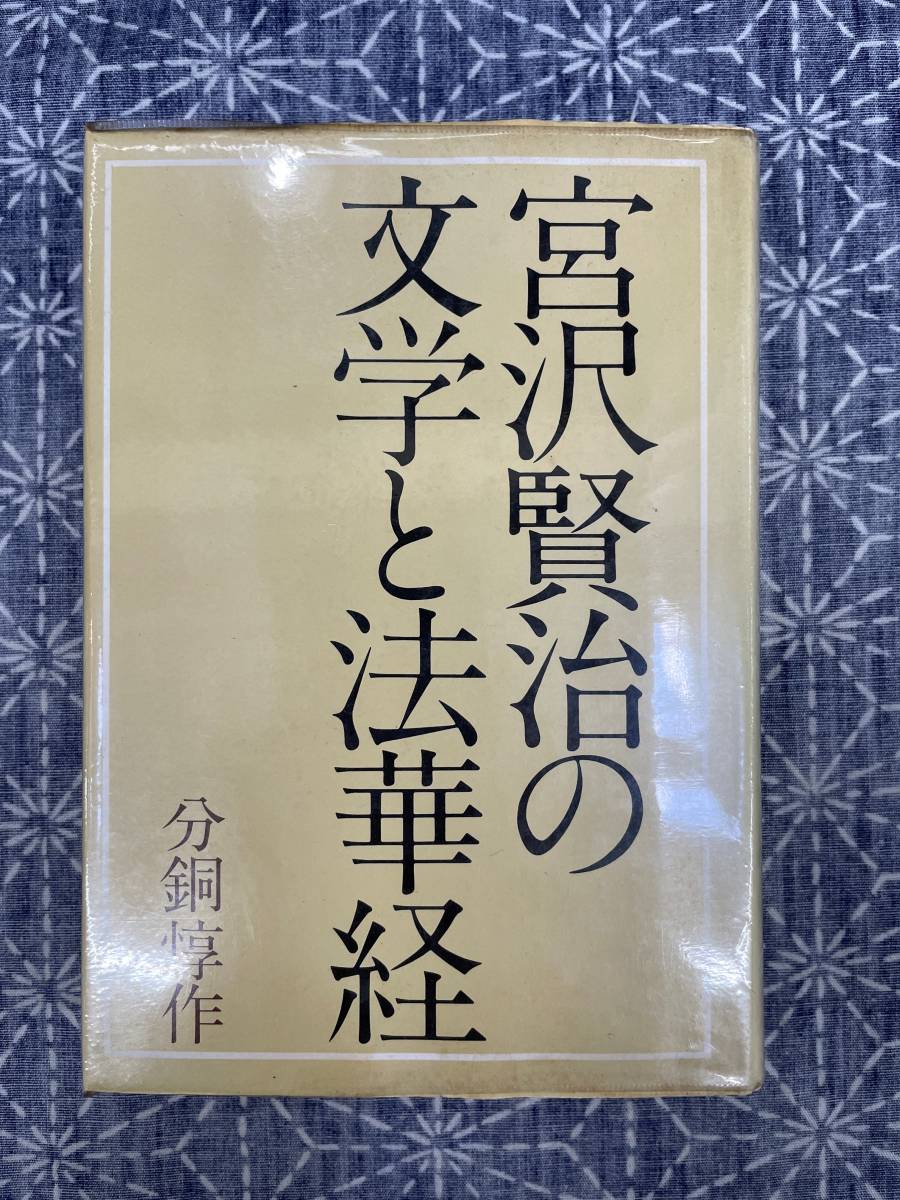 宮沢賢治の
文学と法華経
分銅惇作